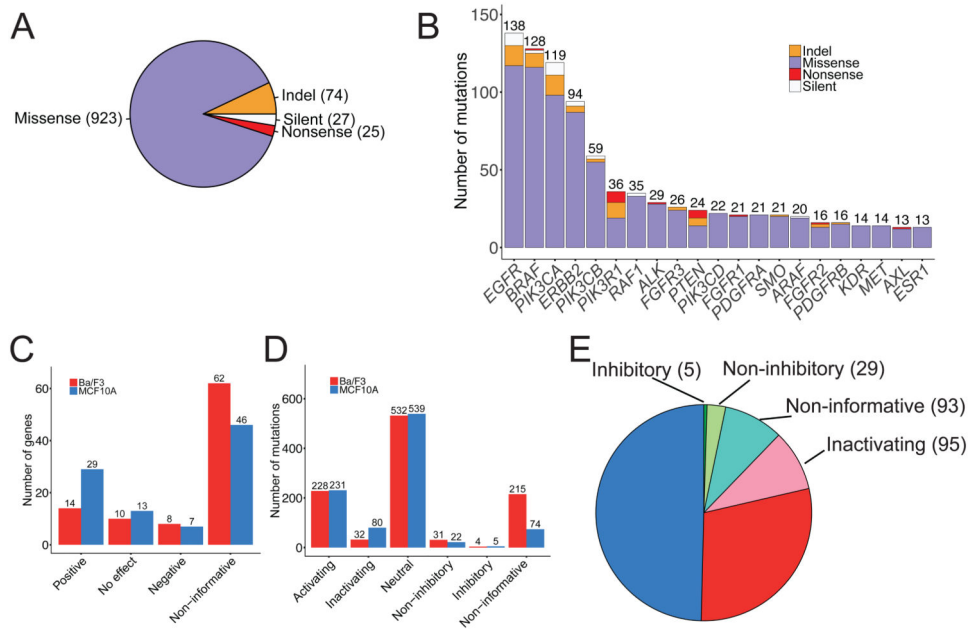 A
Missense (923)
Indel (74)
Silent (27)
Nonsense (25)
B
Number of mutations
150
100
50
0
138
128
119
94
59
36
35
29
26
24
22
21
21
21
20
16
16
14
14
13
13
Indel
Missense
Nonsense
Silent
EGFR
BRAF
PIK3CA
ERBB2
PIK3CB
PIK3R1
RAF1
ALK
FGFR3
PTEN
PIK3CD
FGFR1
PDGFRA
SMO
ARAF
FGFR2
PDGFRB
KDR
MET
AXL
ESR1
C
Ba/F3
MCF10A
Number of genes
60
40
20
0
14
29
10
13
8
7
62
46
Positive
No effect
Negative
Non-informative
D
Ba/F3
MCF10A
Number of mutations
600
400
200
0
228
231
32
80
532
539
31
22
4
5
215
74
Activating
Inactivating
Neutral
Non-inhibitory
Inhibitory
Non-informative
E
Inhibitory (5)
Non-inhibitory (29)
Non-informative (93)
Inactivating (95)